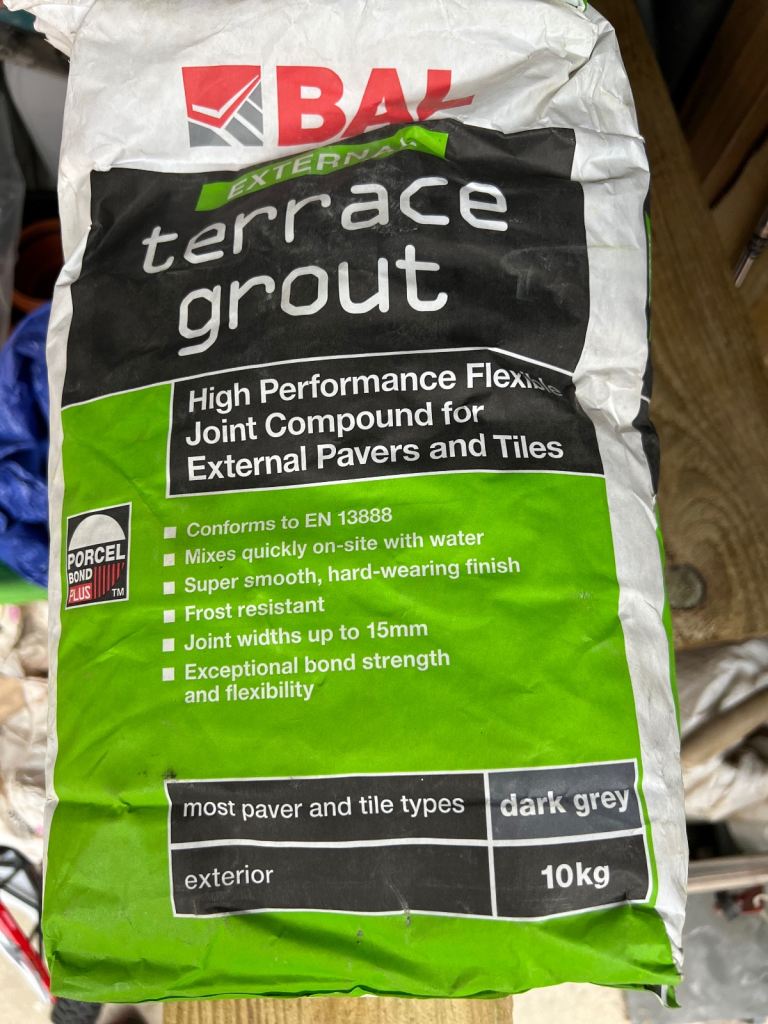 BAL
EXTERNAL
terrace
grout
High Performance Flexible
Joint Compound for
External Pavers and Tiles
PORCEL
BOND
PLUS
TM
Conforms to EN 13888
Mixes quickly on-site with water
Super smooth, hard-wearing finish
Frost resistant
Joint widths up to 15mm
Exceptional bond strength
and flexibility
most paver and tile types
dark grey
exterior
10kg